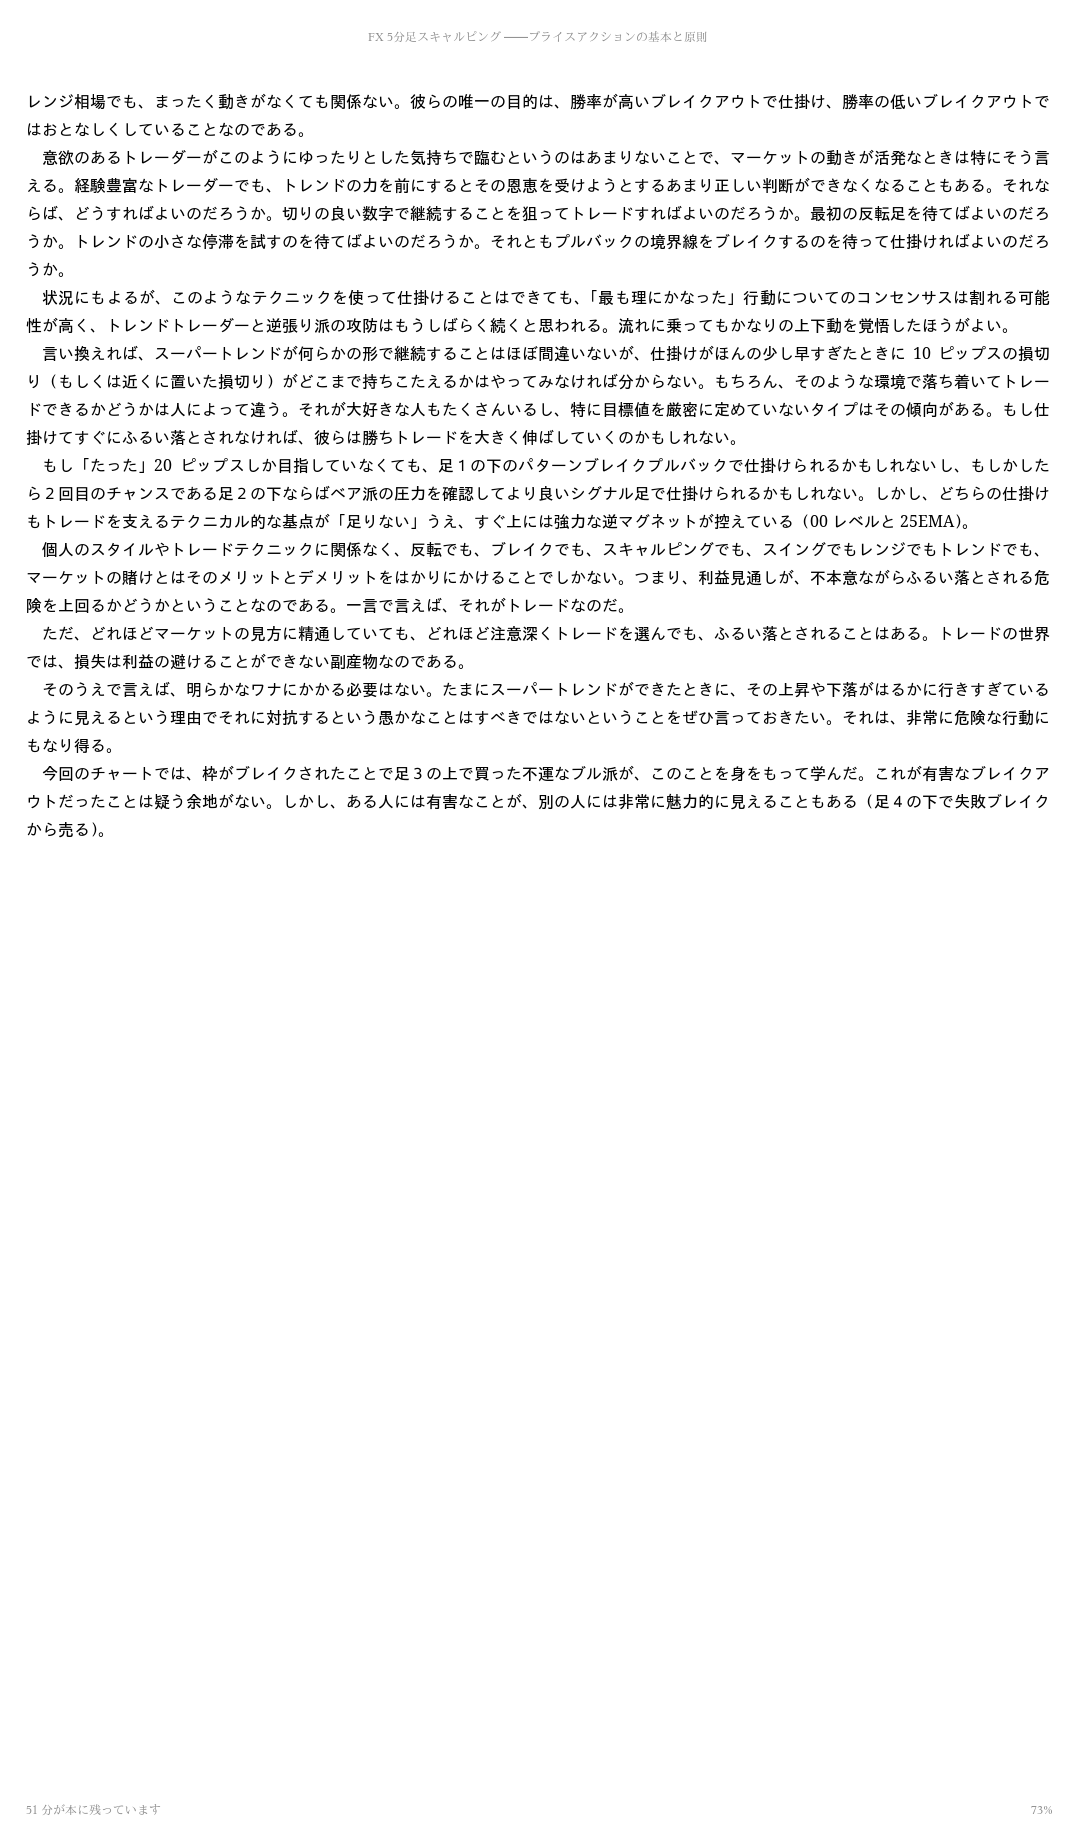 FX 5分足スキャルピング ――プライスアクションの基本と原則
レンジ相場でも、まったく動きがなくても関係ない。彼らの唯一の目的は、勝率が高いブレイクアウトで仕掛け、勝率の低いブレイクアウトで
はおとなしくしていることなのである。
　意欲のあるトレーダーがこのようにゆったりとした気持ちで臨むというのはあまりないことで、マーケットの動きが活発なときは特にそう言
える。経験豊富なトレーダーでも、トレンドの力を前にするとその恩恵を受けようとするあまり正しい判断ができなくなることもある。それな
らば、どうすればよいのだろうか。切りの良い数字で継続することを狙ってトレードすればよいのだろうか。最初の反転足を待てばよいのだろ
うか。トレンドの小さな停滞を試すのを待てばよいのだろうか。それともプルバックの境界線をブレイクするのを待って仕掛ければよいのだろ
うか。
　状況にもよるが、このようなテクニックを使って仕掛けることはできても、「最も理にかなった」行動についてのコンセンサスは割れる可能
性が高く、トレンドトレーダーと逆張り派の攻防はもうしばらく続くと思われる。流れに乗ってもかなりの上下動を覚悟したほうがよい。
　言い換えれば、スーパートレンドが何らかの形で継続することはほぼ間違いないが、仕掛けがほんの少し早すぎたときに 10 ピップスの損切
り（もしくは近くに置いた損切り）がどこまで持ちこたえるかはやってみなければ分からない。もちろん、そのような環境で落ち着いてトレー
ドできるかどうかは人によって違う。それが大好きな人もたくさんいるし、特に目標値を厳密に定めていないタイプはその傾向がある。もし仕
掛けてすぐにふるい落とされなければ、彼らは勝ちトレードを大きく伸ばしていくのかもしれない。
　もし「たった」20 ピップスしか目指していなくても、足１の下のパターンブレイクプルバックで仕掛けられるかもしれないし、もしかした
ら２回目のチャンスである足２の下ならばベア派の圧力を確認してより良いシグナル足で仕掛けられるかもしれない。しかし、どちらの仕掛け
もトレードを支えるテクニカル的な基点が「足りない」うえ、すぐ上には強力な逆マグネットが控えている（00 レベルと 25EMA）。
　個人のスタイルやトレードテクニックに関係なく、反転でも、ブレイクでも、スキャルピングでも、スイングでもレンジでもトレンドでも、
マーケットの賭けとはそのメリットとデメリットをはかりにかけることでしかない。つまり、利益見通しが、不本意ながらふるい落とされる危
険を上回るかどうかということなのである。一言で言えば、それがトレードなのだ。
　ただ、どれほどマーケットの見方に精通していても、どれほど注意深くトレードを選んでも、ふるい落とされることはある。トレードの世界
では、損失は利益の避けることができない副産物なのである。
　そのうえで言えば、明らかなワナにかかる必要はない。たまにスーパートレンドができたときに、その上昇や下落がはるかに行きすぎている
ように見えるという理由でそれに対抗するという愚かなことはすべきではないということをぜひ言っておきたい。それは、非常に危険な行動に
もなり得る。
　今回のチャートでは、枠がブレイクされたことで足３の上で買った不運なブル派が、このことを身をもって学んだ。これが有害なブレイクア
ウトだったことは疑う余地がない。しかし、ある人には有害なことが、別の人には非常に魅力的に見えることもある（足４の下で失敗ブレイク
から売る）。
51 分が本に残っています
73%